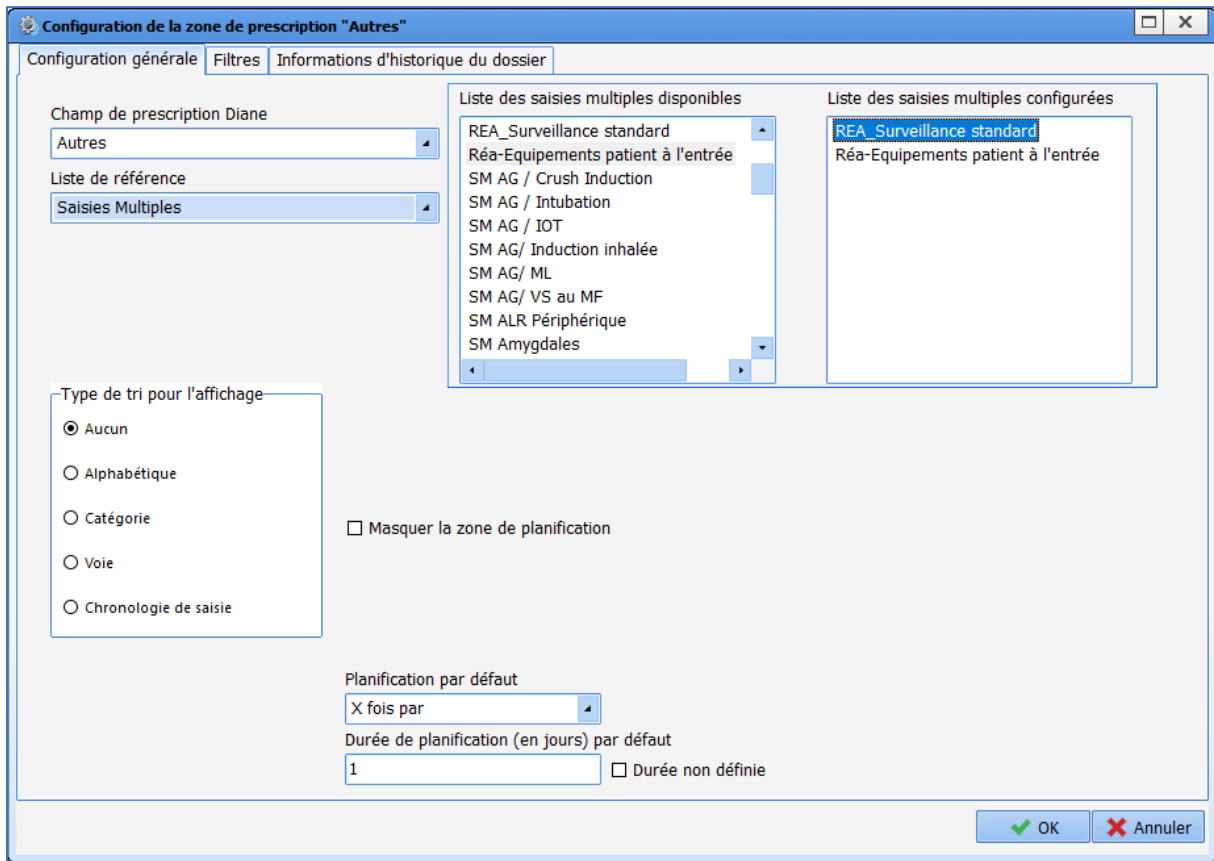 Configuration de la zone de prescription "Autres"
Configuration générale
Filtres
Informations d'historique du dossier
Champ de prescription Diane
Autres
Liste de référence
Saisies Multiples
Liste des saisies multiples disponibles
REA_Surveillance standard
Réa-Equipements patient à l'entrée
SM AG / Crush Induction
SM AG / Intubation
SM AG / IOT
SM AG/ Induction inhalée
SM AG/ ML
SM AG/ VS au MF
SM ALR Périphérique
SM Amygdales
Liste des saisies multiples configurées
REA_Surveillance standard
Réa-Equipements patient à l'entrée
Type de tri pour l'affichage
Aucun
Alphabétique
Catégorie
Voie
Chronologie de saisie
Masquer la zone de planification
Planification par défaut
X fois par
Durée de planification (en jours) par défaut
1
Durée non définie
OK
Annuler